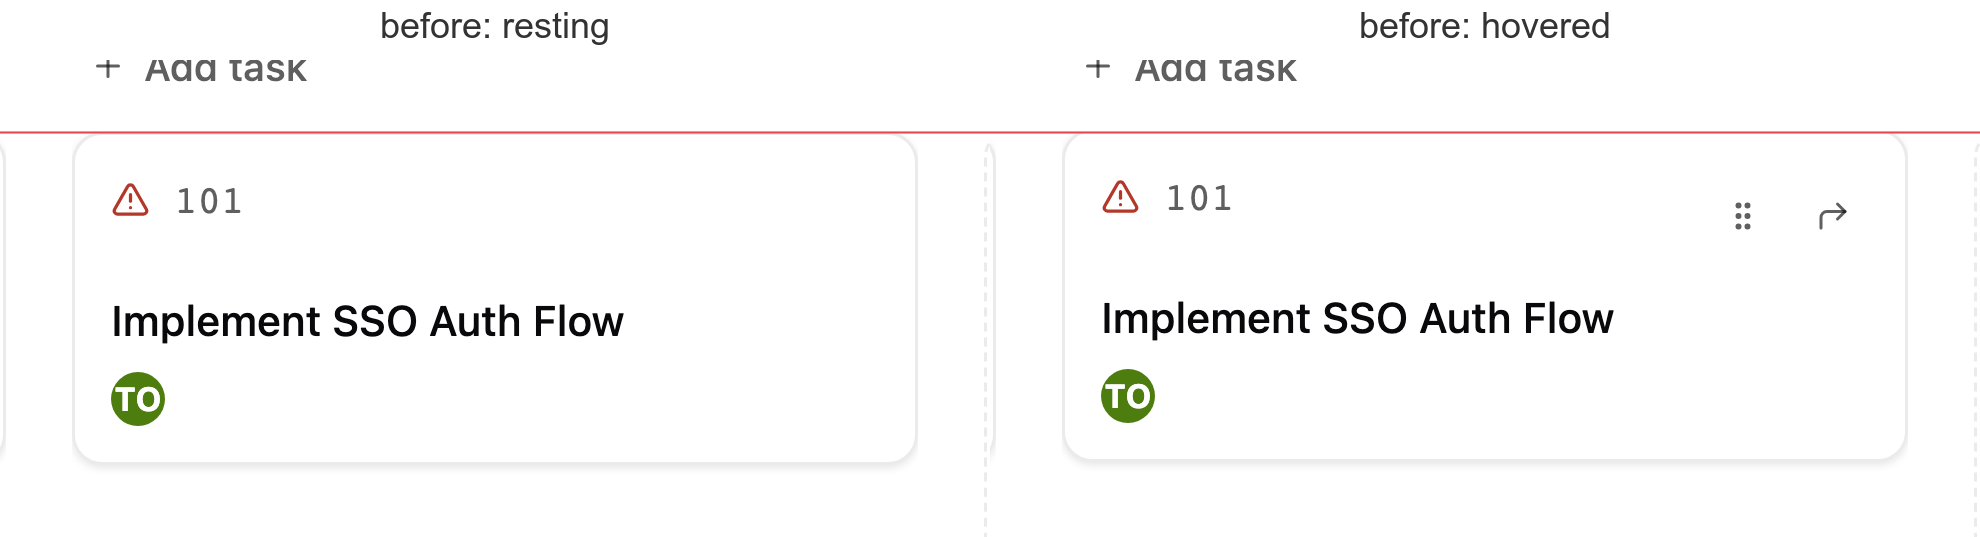 before: resting
before: hovered
Add task
Add task
101
101
Implement SSO Auth Flow
Implement SSO Auth Flow
TO
TO